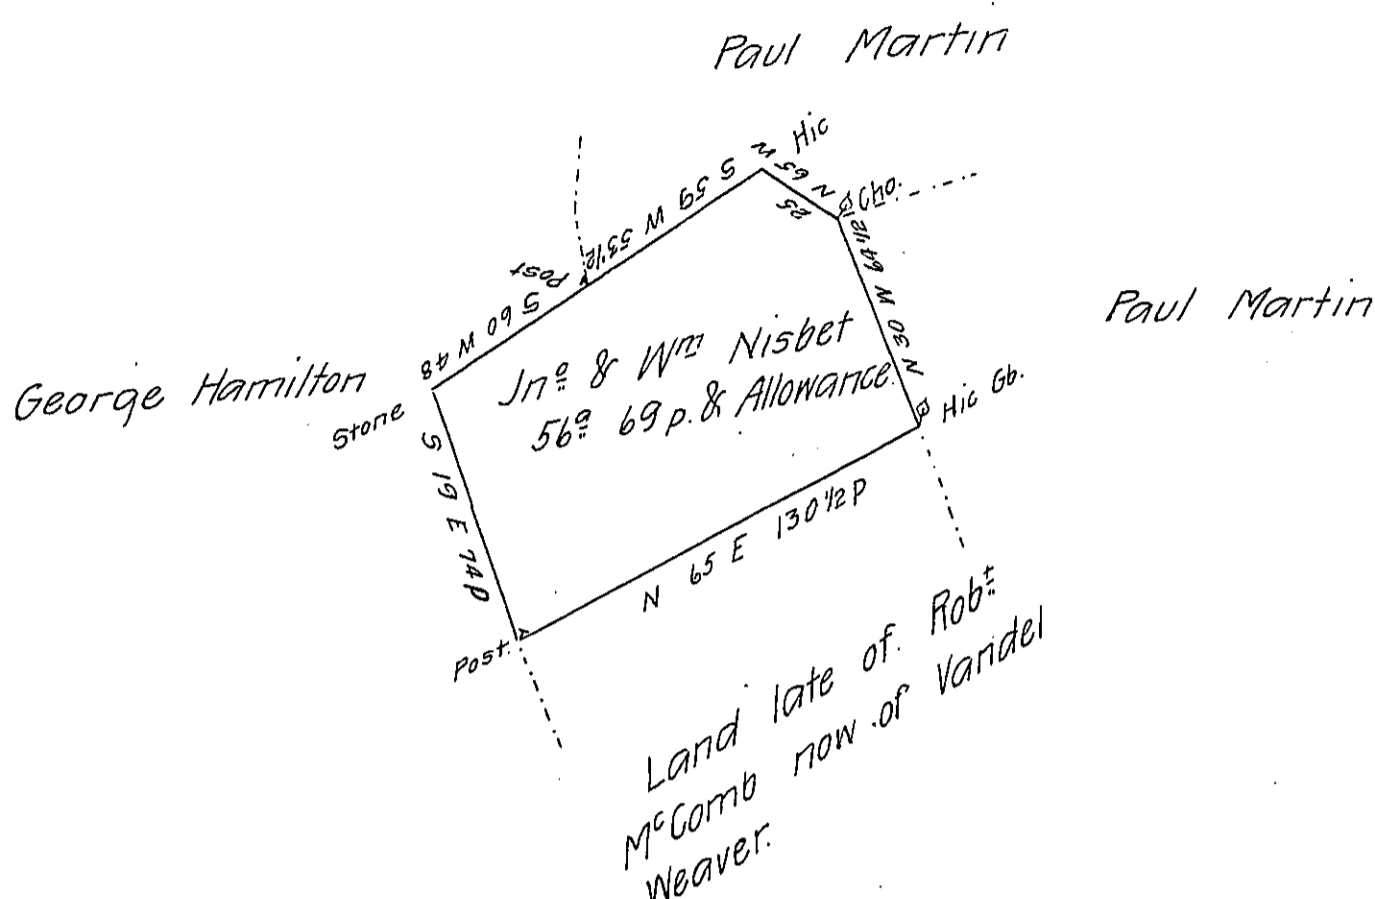 Paul Martin
Hic
N 65 W
25
Cho.
S 59 W 53 1/2
Post
S 60 W 48
N 30 W 64 1/2
Paul Martin
George Hamilton
Jnº & Wm Nisbet
56ª 69 p. & Allowance.
Stone
Hic Gb.
S 19 E 74 P
N 65 E 130 1/2 P
Post.
Land late of Robt
McComb now of Vandel
Weaver.